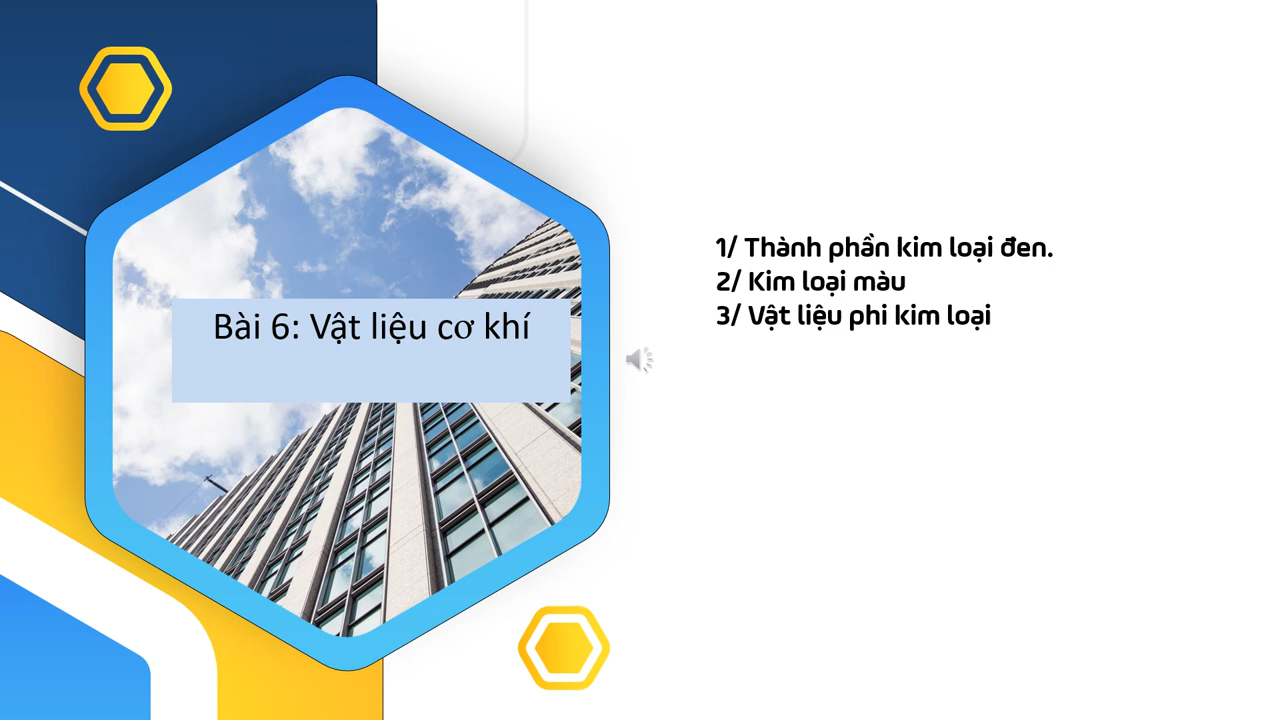 Bài 6: Vật liệu cơ khí
1/ Thành phần kim loại đen.
2/ Kim loại màu
3/ Vật liệu phi kim loại